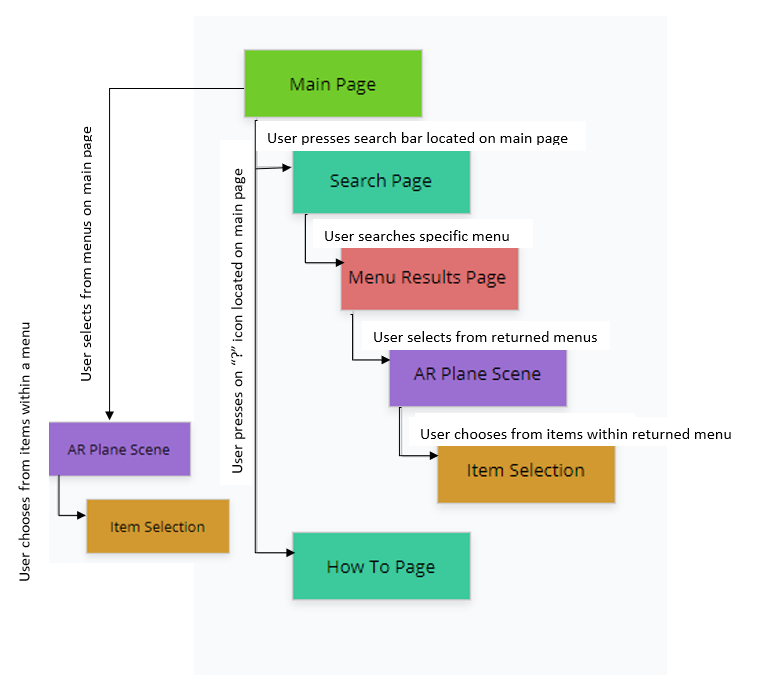 Main Page
User presses search bar located on main page
Search Page
User searches specific menu
Menu Results Page
User selects from returned menus
AR Plane Scene
User chooses from items within returned menu
Item Selection
User presses on “?” icon located on main page
How To Page
User selects from menus on main page
AR Plane Scene
User chooses from items within a menu
Item Selection